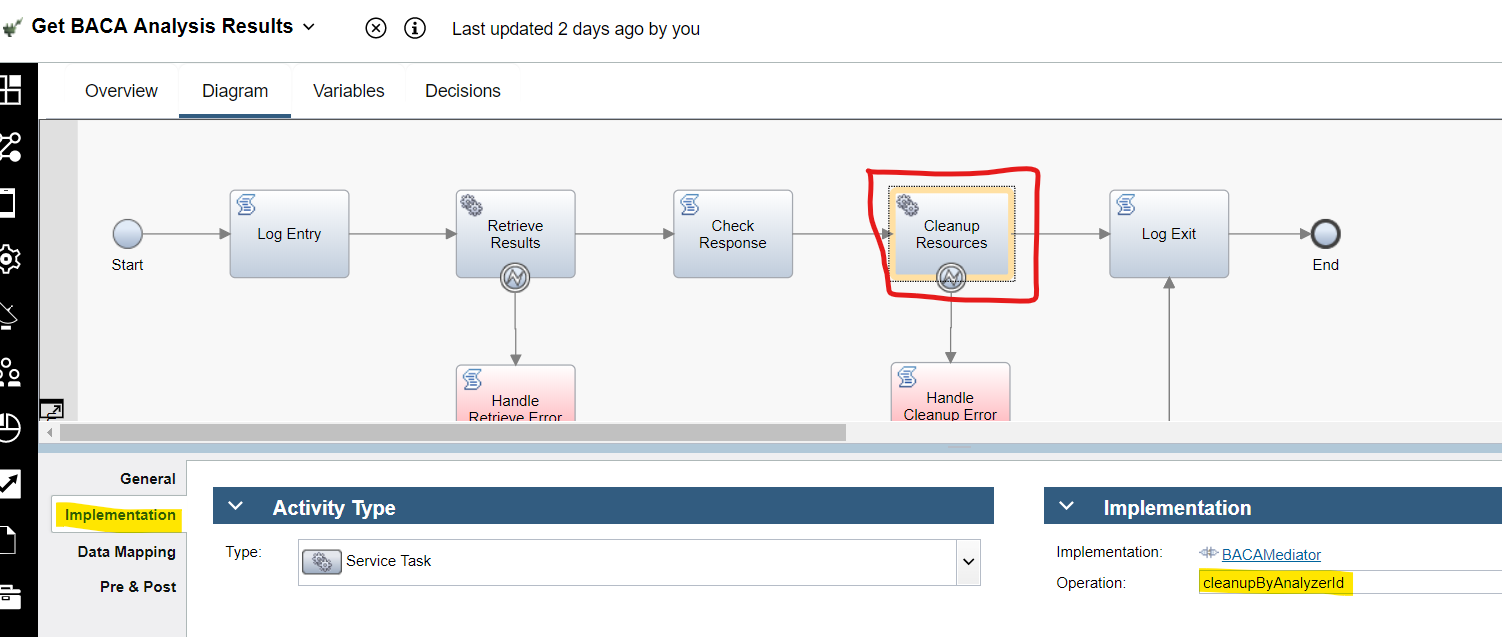 Get BACA Analysis Results
Last updated 2 days ago by you
Overview
Diagram
Variables
Decisions
Start
Log Entry
Retrieve
Results
Check
Response
Cleanup
Resources
Log Exit
End
Handle
Retrieve Error
Handle
Cleanup Error
General
Implementation
Data Mapping
Pre & Post
Activity Type
Type:
Service Task
Implementation
Implementation:
BACAMediator
Operation:
cleanupByAnalyzerId